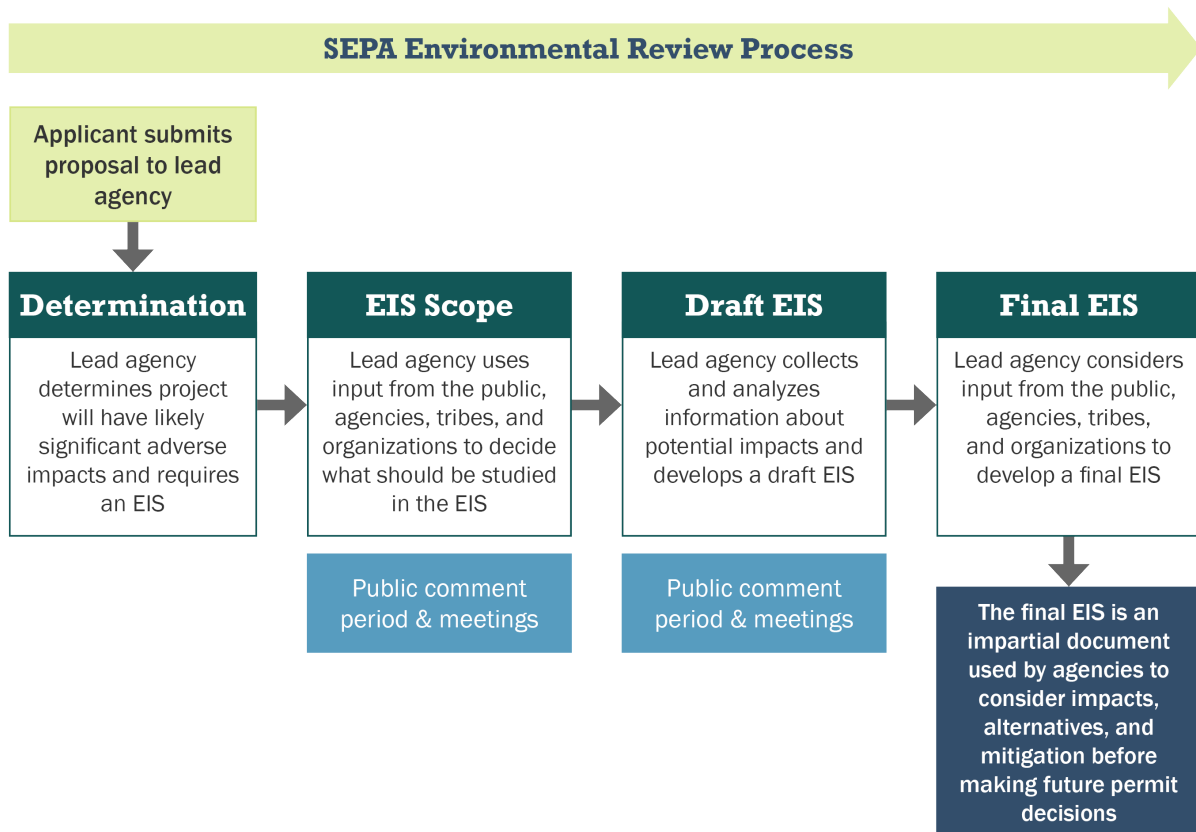 SEPA Environmental Review Process
Applicant submits
proposal to lead
agency
Determination
Lead agency
determines project
will have likely
significant adverse
impacts and requires
an EIS
EIS Scope
Lead agency uses
input from the public,
agencies, tribes, and
organizations to decide
what should be studied
in the EIS
Public comment
period & meetings
Draft EIS
Lead agency collects
and analyzes
information about
potential impacts and
develops a draft EIS
Public comment
period & meetings
Final EIS
Lead agency considers
input from the public,
agencies, tribes,
and organizations to
develop a final EIS
The final EIS is an
impartial document
used by agencies to
consider impacts,
alternatives, and
mitigation before
making future permit
decisions